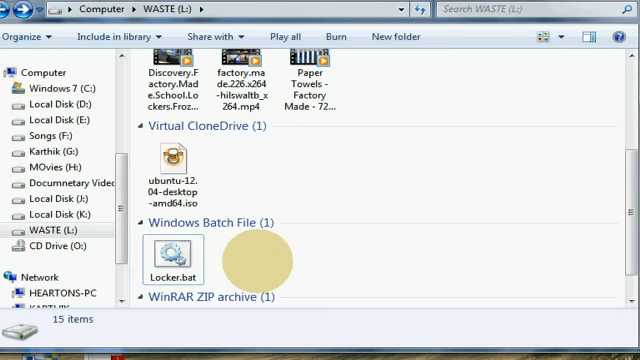 Computer ▸ WASTE (L:) ▸
Search WASTE (L:)
Organize
Include in library
Share with
Play all
Burn
New folder
Computer
Windows 7 (C:)
Local Disk (D:)
Local Disk (E:)
Songs (F:)
Karthik (G:)
MOvies (H:)
Documnetary Video
Local Disk (J:)
Local Disk (K:)
WASTE (L:)
CD Drive (O:)
Network
HEARTONS-PC
Discovery.F
actory.Mad
e.School.Lo
ckers.Froz...
factory.ma
de.226.x264
-hilswaltb_x
264.mp4
Paper
Towels -
Factory
Made - 72...
Virtual CloneDrive (1)
ubuntu-12.
04-desktop
-amd64.iso
Windows Batch File (1)
Locker.bat
WinRAR ZIP archive (1)
15 items